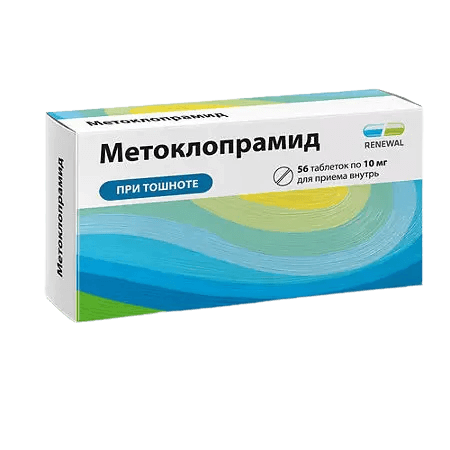 Метоклопрамид
RENEWAL
ПРИ ТОШНОТЕ
56 таблеток по 10 мг
для приема внутрь
Метоклопрамид